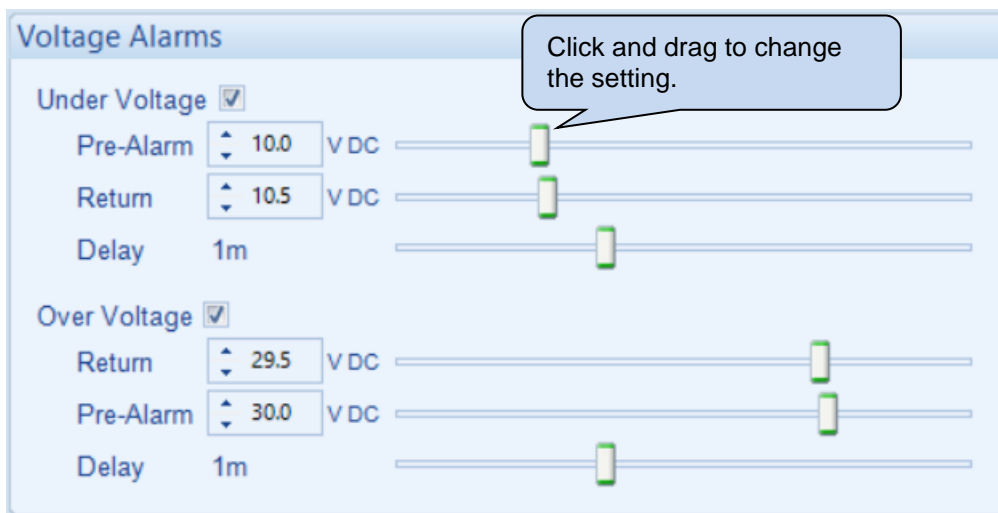 Voltage Alarms
Click and drag to change
the setting.
Under Voltage
Pre-Alarm 10.0 V DC
Return 10.5 V DC
Delay 1m
Over Voltage
Return 29.5 V DC
Pre-Alarm 30.0 V DC
Delay 1m